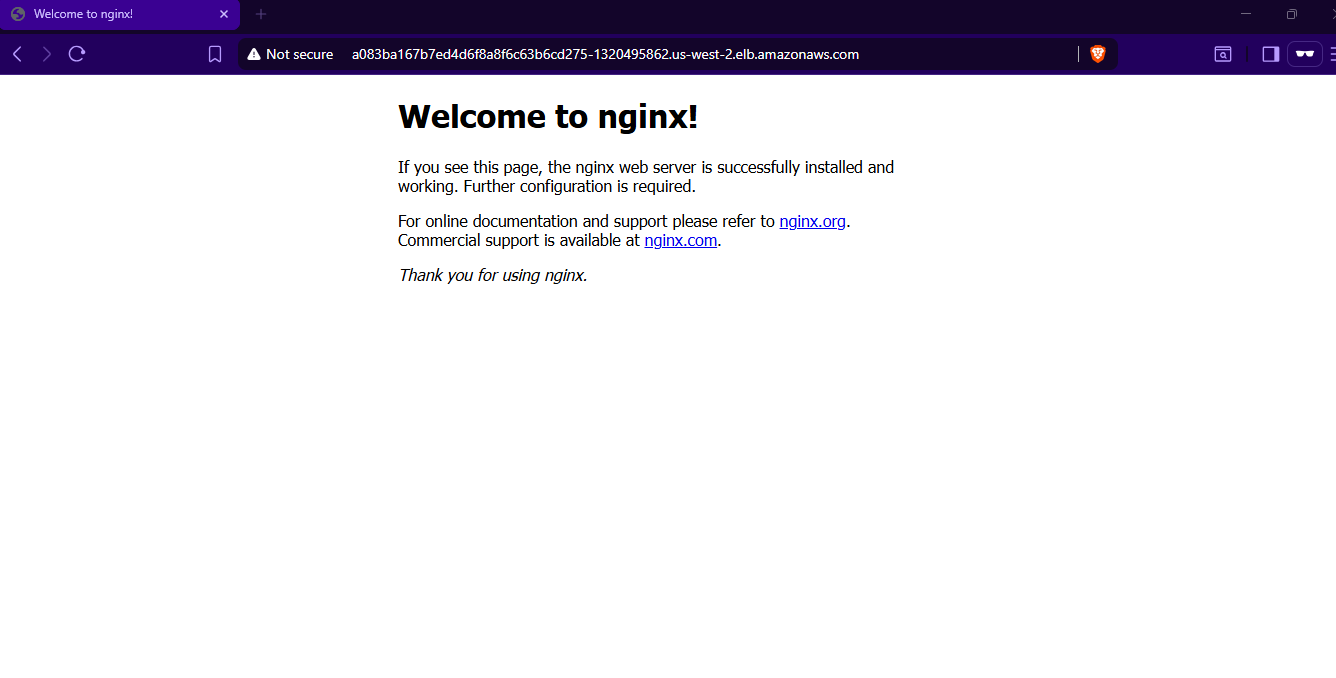 Welcome to nginx!
Not secure a083ba167b7ed4d6f8a8f6c63b6cd275-1320495862.us-west-2.elb.amazonaws.com
Welcome to nginx!
If you see this page, the nginx web server is successfully installed and
working. Further configuration is required.
For online documentation and support please refer to nginx.org.
Commercial support is available at nginx.com.
Thank you for using nginx.